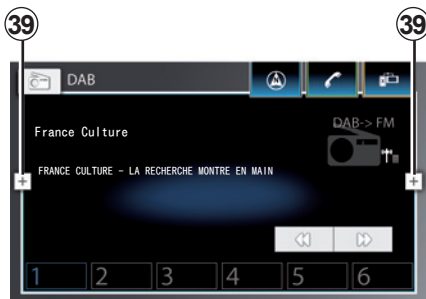 39 39
DAB
DAB-> FM
France Culture
FRANCE CULTURE - LA RECHERCHE MONTRE EN MAIN
1 2 3 4 5 6